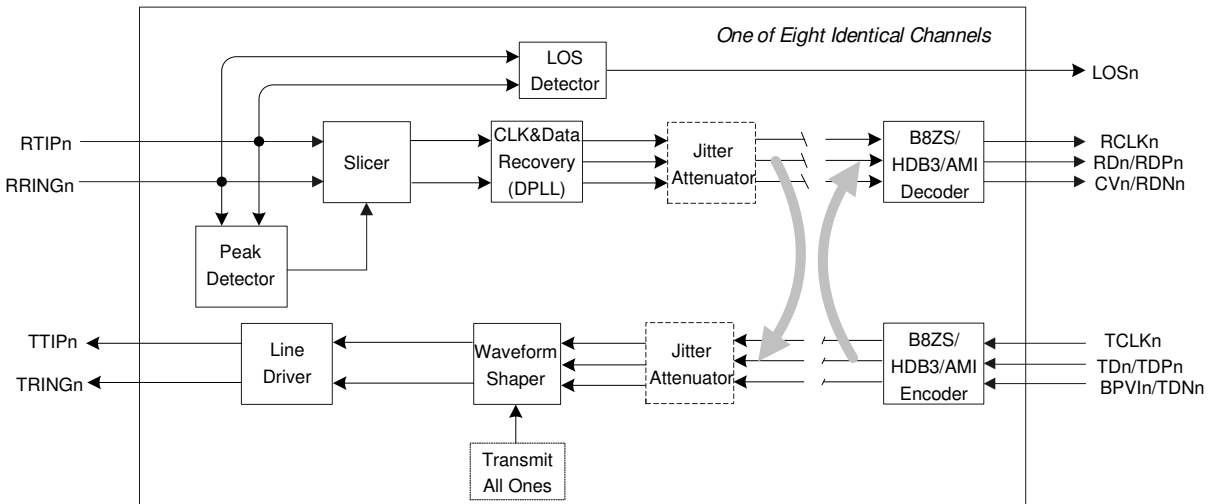 One of Eight Identical Channels
LOS
Detector
LOSn
RTIPn
RRINGn
Slicer
CLK&Data
Recovery
(DPLL)
Jitter
Attenuator
B8ZS/
HDB3/AMI
Decoder
RCLKn
RDn/RDPn
CVn/RDNn
Peak
Detector
TTIPn
TRINGn
Line
Driver
Waveform
Shaper
Jitter
Attenuator
B8ZS/
HDB3/AMI
Encoder
TCLKn
TDn/TDPn
BPVIn/TDNn
Transmit
All Ones